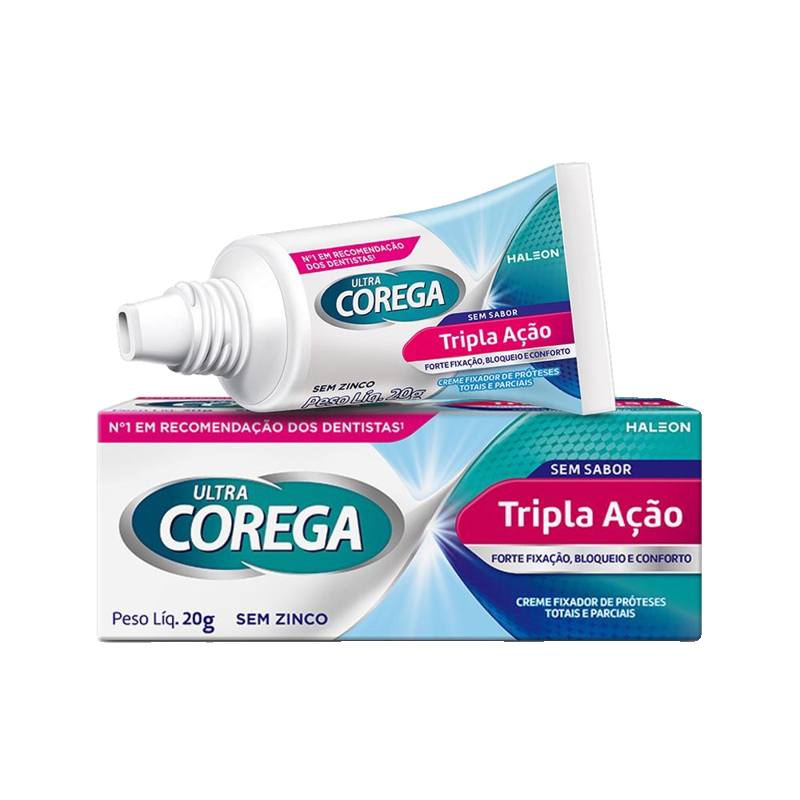 Nº1 EM RECOMENDAÇÃO
DOS DENTISTAS¹
HALEON
ULTRA
COREGA
SEM SABOR
Tripla Ação
FORTE FIXAÇÃO, BLOQUEIO E CONFORTO
CREME FIXADOR DE PRÓTESES
TOTAIS E PARCIAIS
SEM ZINCO
Peso Líq. 20g
Nº1 EM RECOMENDAÇÃO DOS DENTISTAS¹
HALEON
ULTRA
COREGA
SEM SABOR
Tripla Ação
FORTE FIXAÇÃO, BLOQUEIO E CONFORTO
CREME FIXADOR DE PRÓTESES
TOTAIS E PARCIAIS
Peso Líq. 20g SEM ZINCO